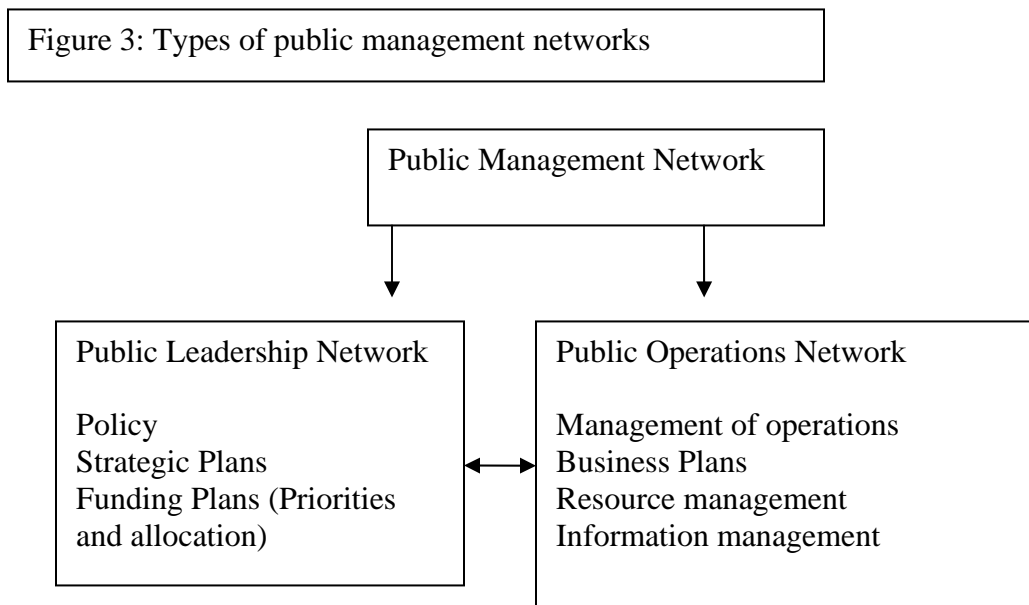 Figure 3: Types of public management networks
Public Management Network
Public Leadership Network
Policy
Strategic Plans
Funding Plans (Priorities
and allocation)
Public Operations Network
Management of operations
Business Plans
Resource management
Information management